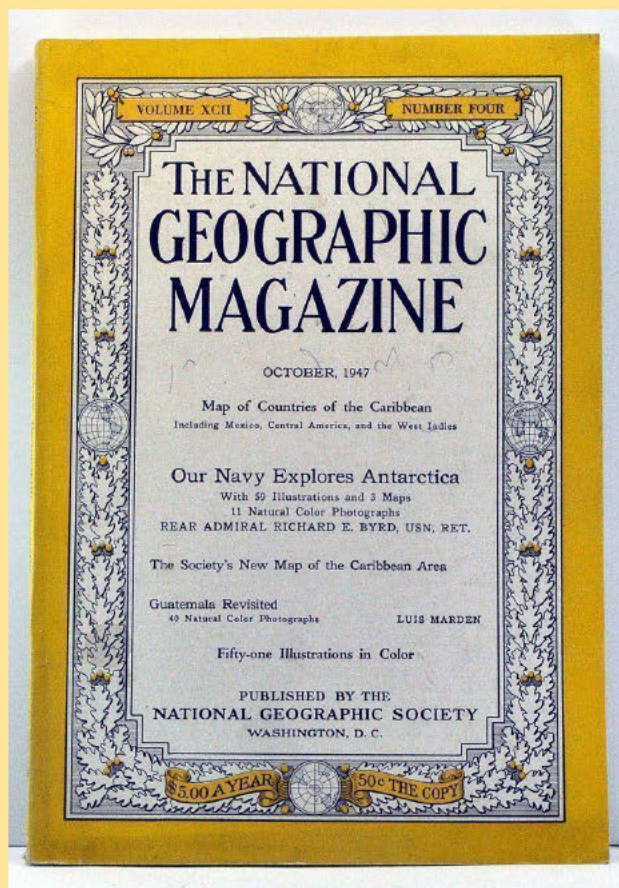 VOLUME XCII NUMBER FOUR
THE NATIONAL
GEOGRAPHIC
MAGAZINE
OCTOBER, 1947
Map of Countries of the Caribbean
Including Mexico, Central America, and the West Indies
Our Navy Explores Antarctica
With 59 Illustrations and 3 Maps
11 Natural Color Photographs
REAR ADMIRAL RICHARD E. BYRD, USN, RET.
The Society's New Map of the Caribbean Area
Guatemala Revisited
40 Natural Color Photographs LUIS MARDEN
Fifty-one Illustrations in Color
PUBLISHED BY THE
NATIONAL GEOGRAPHIC SOCIETY
WASHINGTON, D. C.
$5.00 A YEAR 50c THE COPY